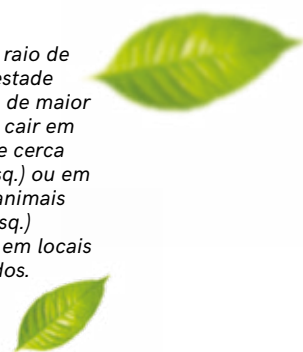 raio de
estade
de maior
cair em
e cerca
sq.) ou em
animais
sq.)
em locais
dos.